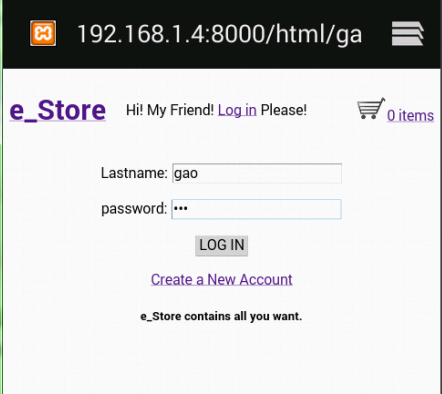 192.168.1.4:8000/html/ga
e_Store Hi! My Friend! Log in Please! 0 items
Lastname: gao
password: •••
LOG IN
Create a New Account
e_Store contains all you want.